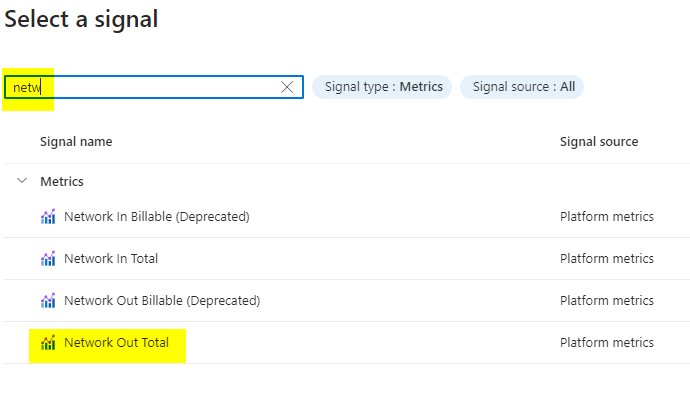 Select a signal
netw
Signal type : Metrics
Signal source : All
Signal name
Signal source
Metrics
Network In Billable (Deprecated)
Platform metrics
Network In Total
Platform metrics
Network Out Billable (Deprecated)
Platform metrics
Network Out Total
Platform metrics